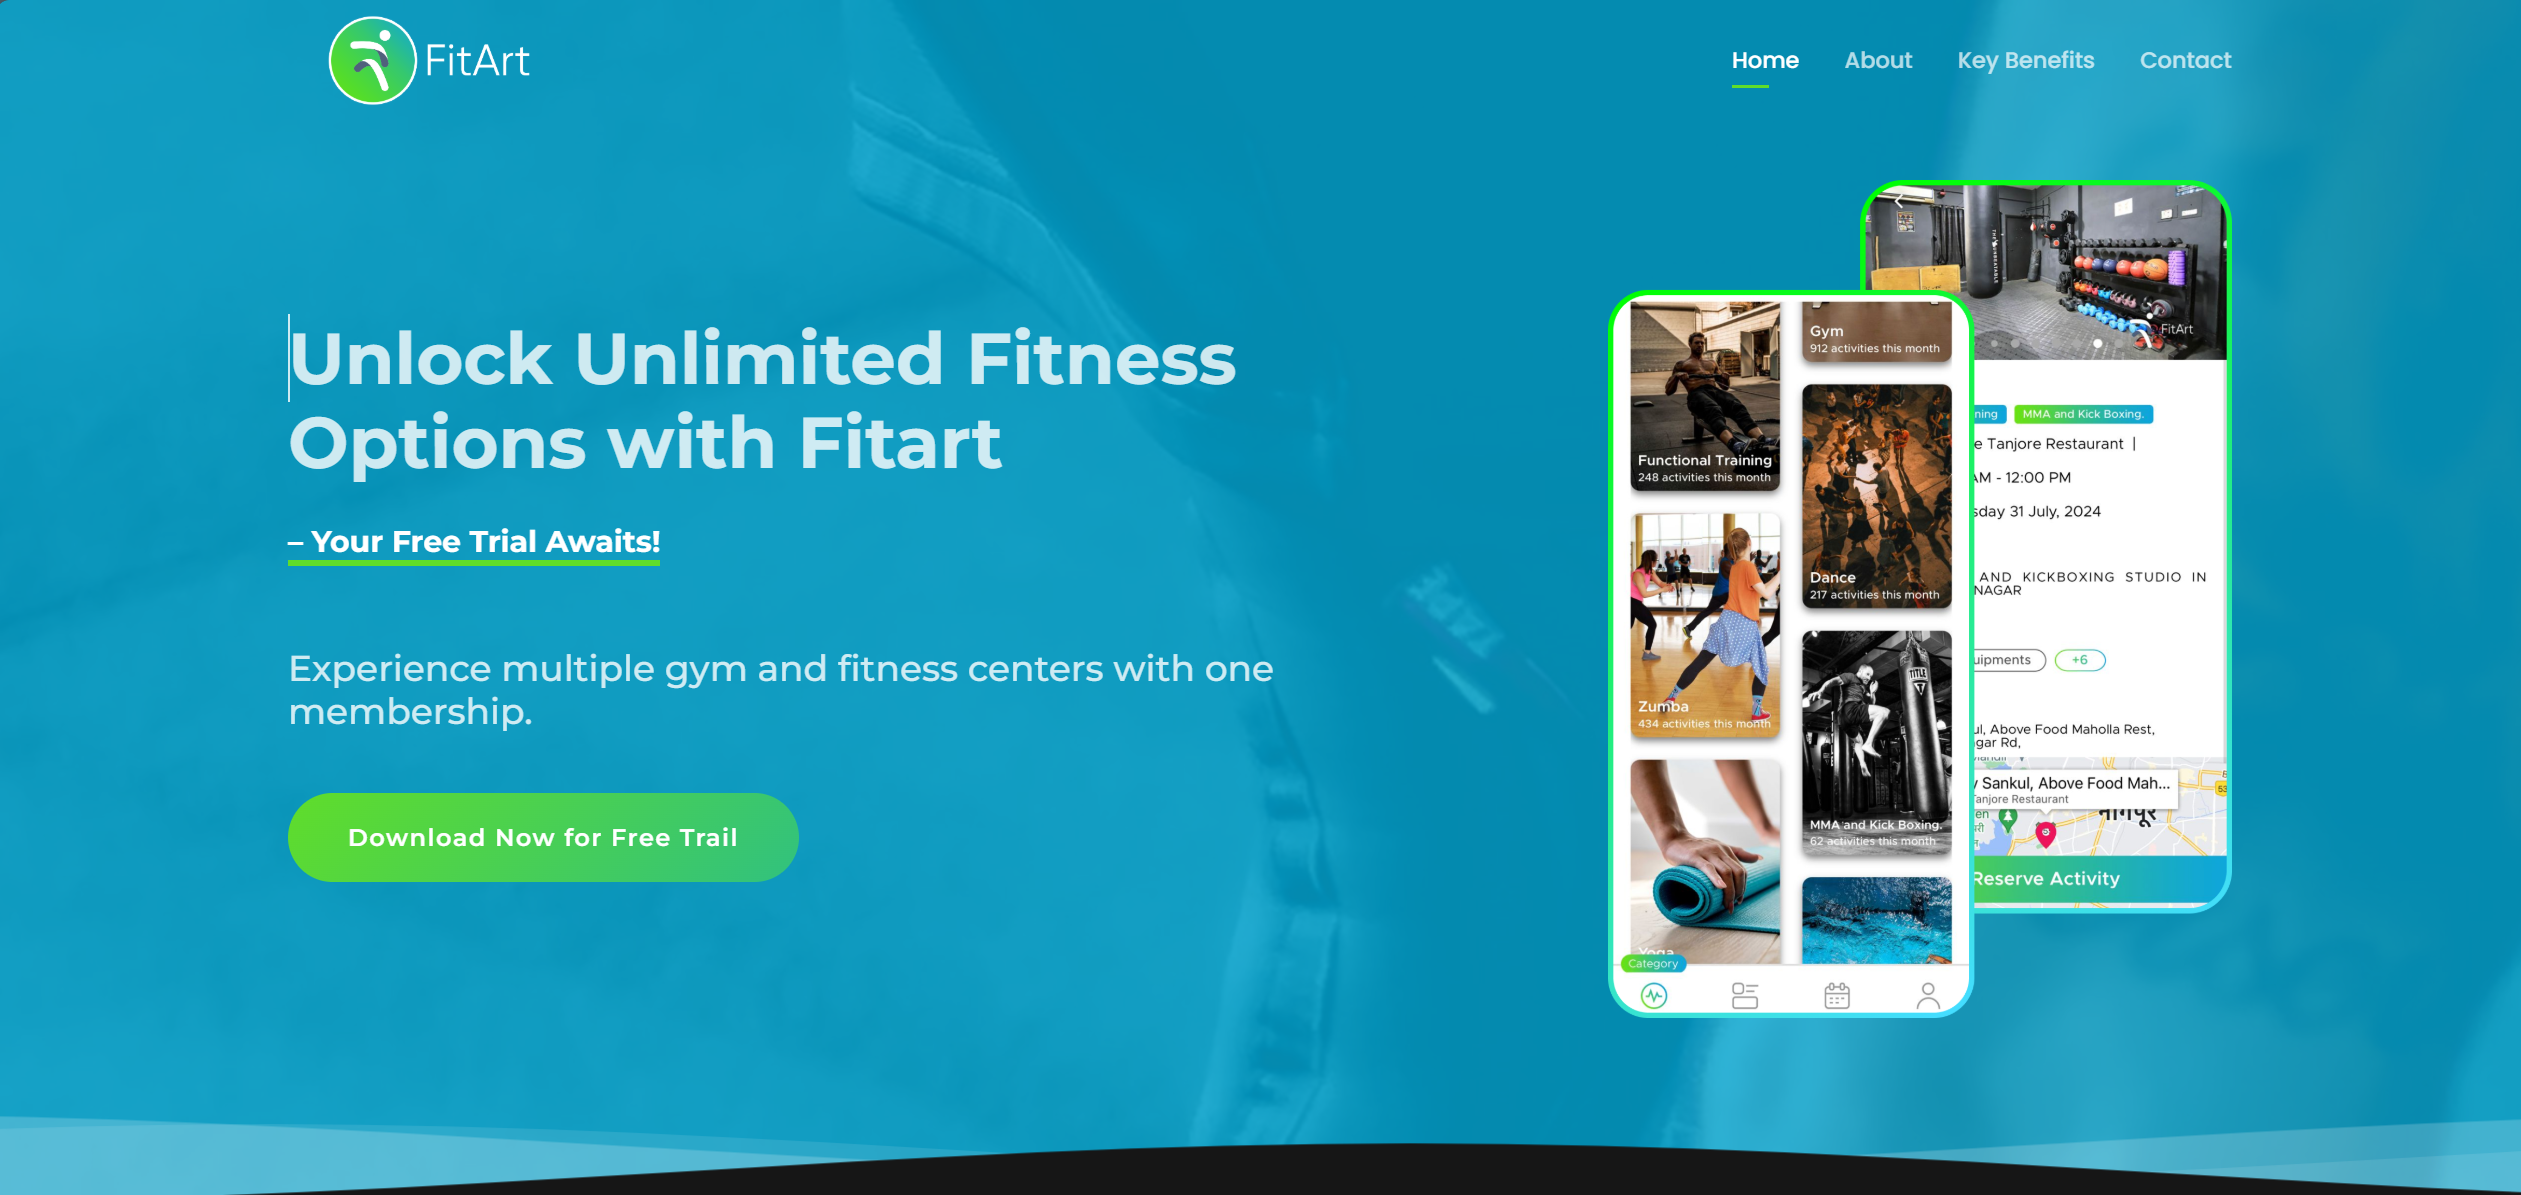 FitArt
Home
About
Key Benefits
Contact
Unlock Unlimited Fitness
Options with Fitart
– Your Free Trial Awaits!
Experience multiple gym and fitness centers with one
membership.
Download Now for Free Trail
Gym
912 activities this month
Functional Training
248 activities this month
Dance
217 activities this month
Zumba
434 activities this month
TITLE
MMA and Kick Boxing.
62 activities this month
Yoga
Category
FitArt
ning
MMA and Kick Boxing.
e Tanjore Restaurant |
AM - 12:00 PM
sday 31 July, 2024
AND KICKBOXING STUDIO IN
NAGAR
uipments
+6
ul, Above Food Maholla Rest,
gar Rd,
Sankul, Above Food Mah...
Tanjore Restaurant
नागपूर
53
Reserve Activity
TAPE